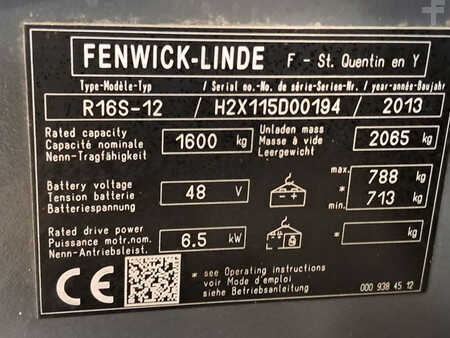 FENWICK-LINDE F - St. Quentin en Y
Type-Modèle-Typ / Serial no.-No. de série-Serien-Nr. / year-année-Baujahr
R16S-12 / H2X115D00194 / 2013
Rated capacity
Capacité nominale 1600 kg
Nenn-Tragfähigkeit
Unladen mass
Masse à vide 2065 kg
Leergewicht
Battery voltage
Tension batterie 48 V
Batteriespannung
max. 788 kg
*
min. 713 kg
Rated drive power
Puissance motr.nom. 6.5 kW
Nenn-Antriebsleist.
* kg
CE
* see Operating instructions
voir Mode d'emploi
siehe Betriebsanleitung
000 938 45 12